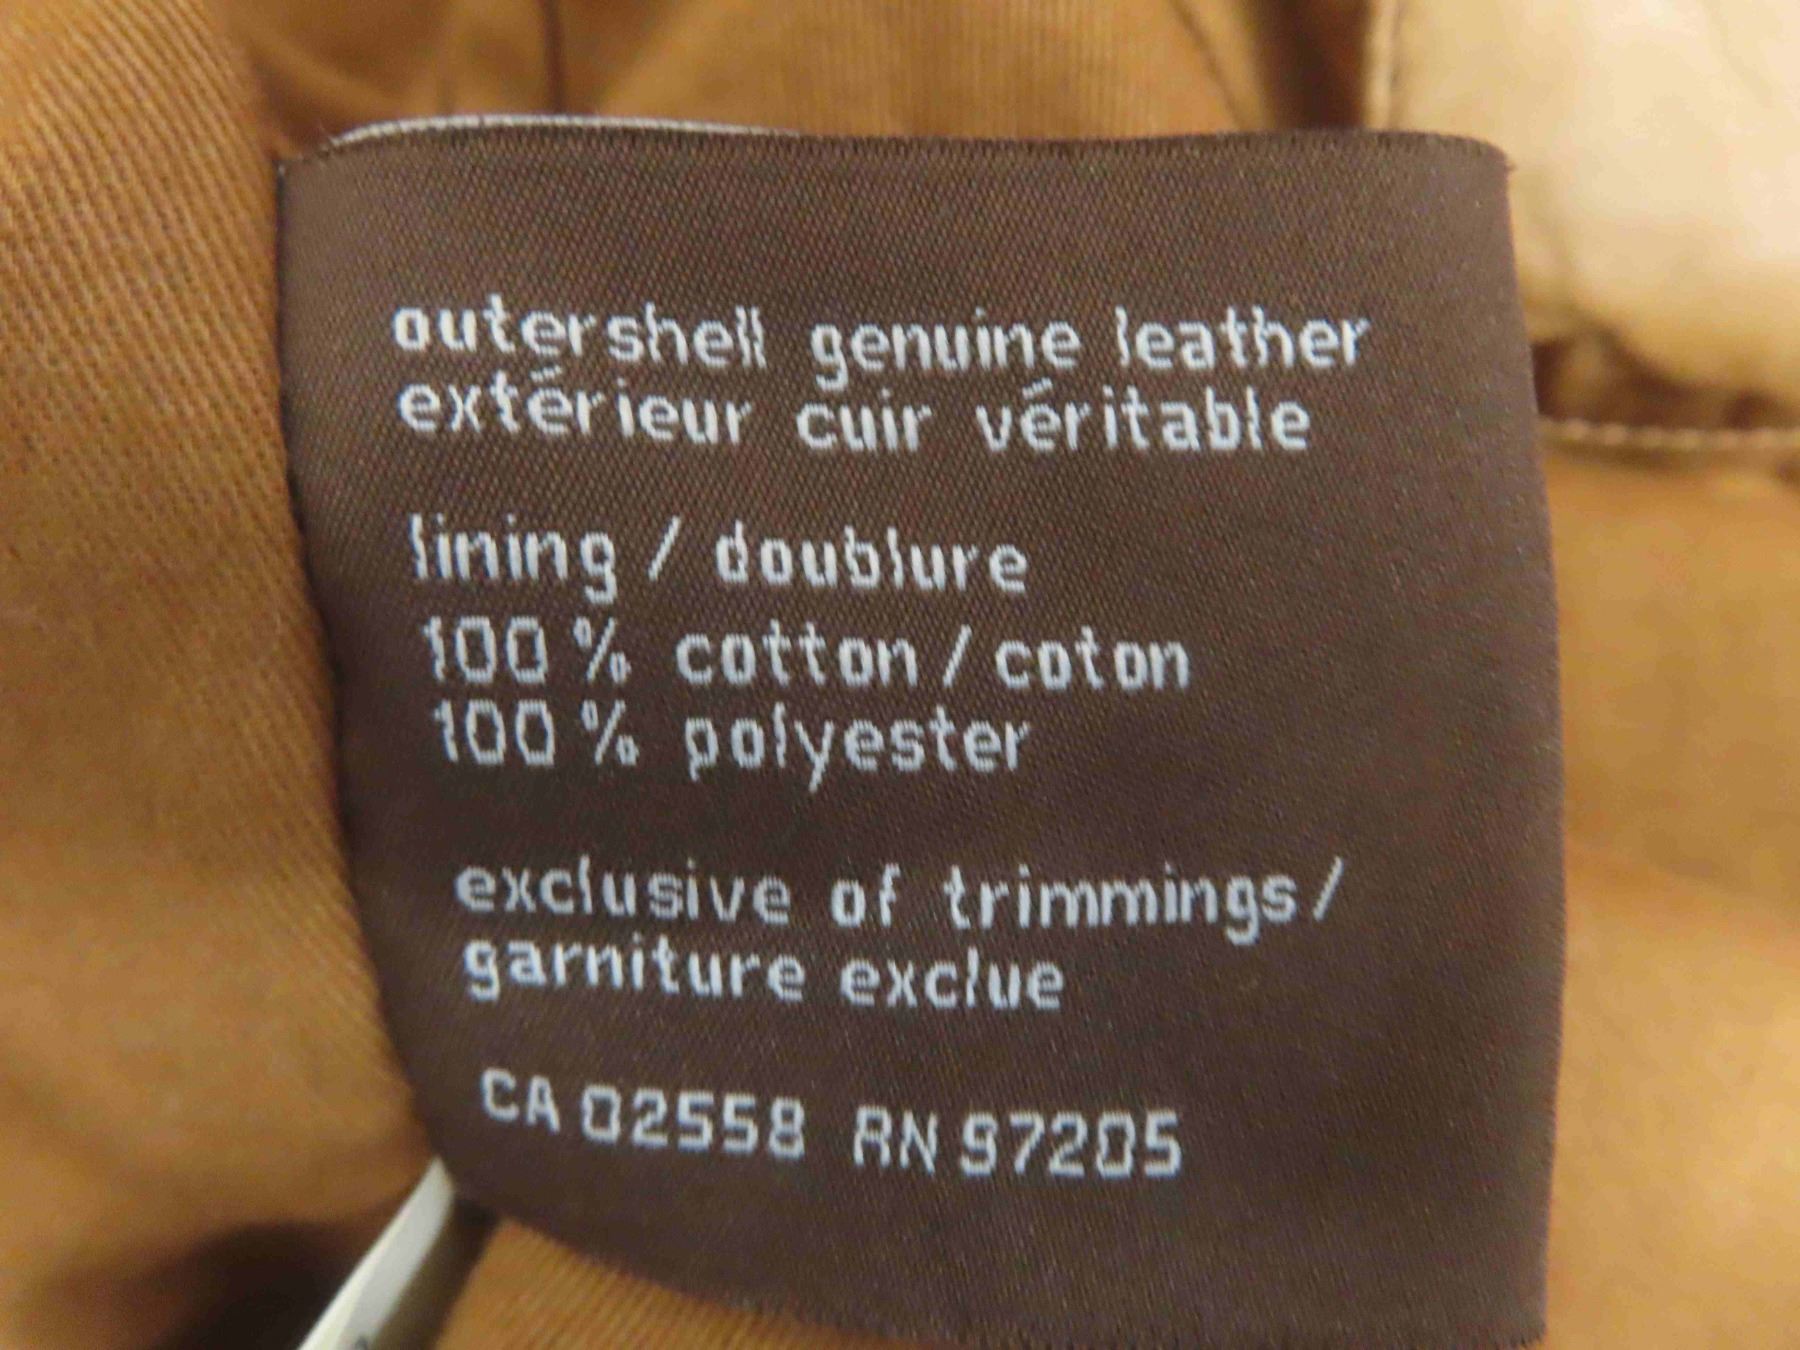 outershell genuine leather
extérieur cuir véritable
lining / doublure
100 % cotton / coton
100 % polyester
exclusive of trimmings /
garniture exclue
CA 02558 RN 97205